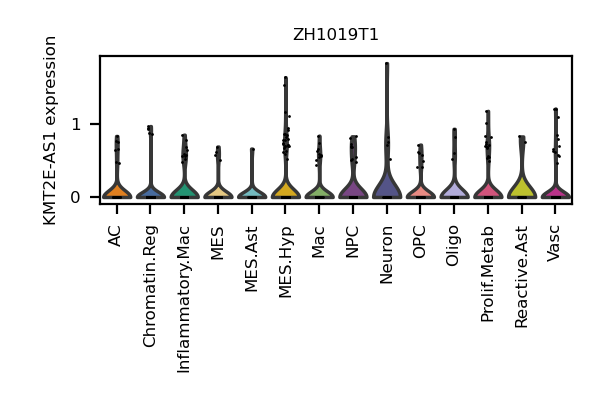 ZH1019T1
KMT2E-AS1 expression
1
0
AC
Chromatin.Reg
Inflammatory.Mac
MES
MES.Ast
MES.Hyp
Mac
NPC
Neuron
OPC
Oligo
Prolif.Metab
Reactive.Ast
Vasc